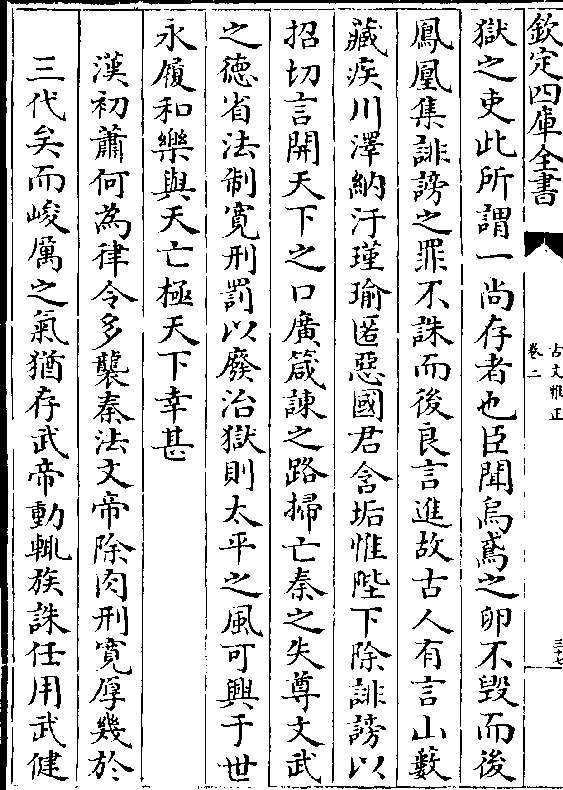 欽定四庫全書
古文雅正
卷二
三十七
獄之吏此所謂一尚存者也臣聞烏鳶之卵不毀而後
鳳凰集誹謗之罪不誅而後良言進故古人有言山藪
藏疾川澤納汙瑾瑜匿惡國君含垢惟陛下除誹謗以
招切言開天下之口廣箴諫之路掃亡秦之失尊文武
之徳省法制寛刑罰以廢治獄則太平之風可興于世
永履和樂與天亡極天下幸甚
漢初蕭何為律令多襲秦法文帝除肉刑寛厚幾於
三代矣而峻厲之氣猶存武帝動輒族誅任用武健